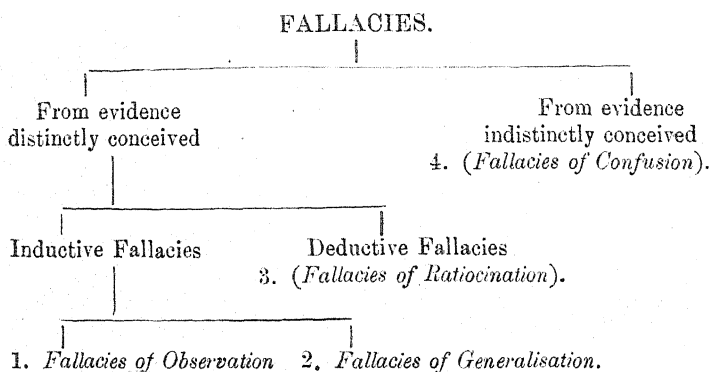 FALLACIES.
From evidence
distinctly conceived
From evidence
indistinctly conceived
4. (Fallacies of Confusion).
Inductive Fallacies
Deductive Fallacies
3. (Fallacies of Ratiocination).
1. Fallacies of Observation 2. Fallacies of Generalisation.